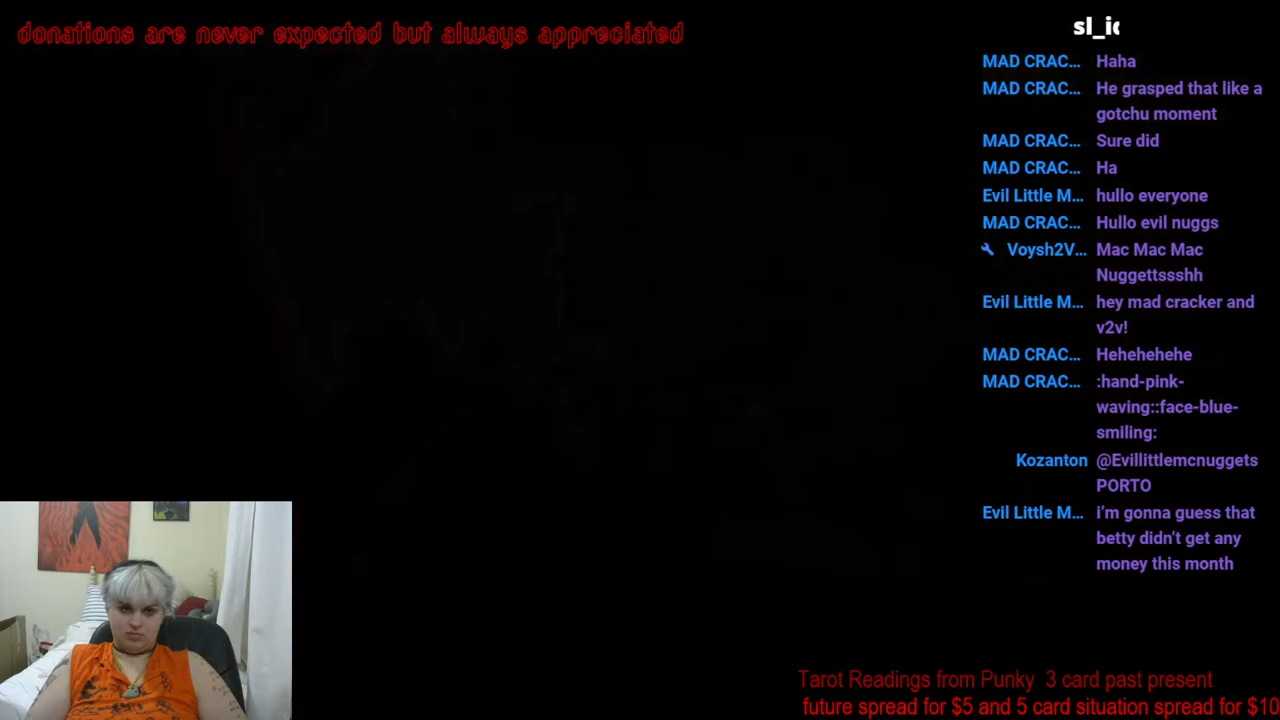 donations are never expected but always appreciated
sl_ic
MAD CRAC... Haha
MAD CRAC... He grasped that like a
gotchu moment
MAD CRAC... Sure did
MAD CRAC... Ha
Evil Little M... hullo everyone
MAD CRAC... Hullo evil nuggs
Voysh2V... Mac Mac Mac
Nuggettssshh
Evil Little M... hey mad cracker and
v2v!
MAD CRAC... Hehehehehe
MAD CRAC... :hand-pink-
waving::face-blue-
smiling:
Kozanton @Evillittlemcnuggets
PORTO
Evil Little M... i’m gonna guess that
betty didn’t get any
money this month
Tarot Readings from Punky 3 card past present
future spread for $5 and 5 card situation spread for $10